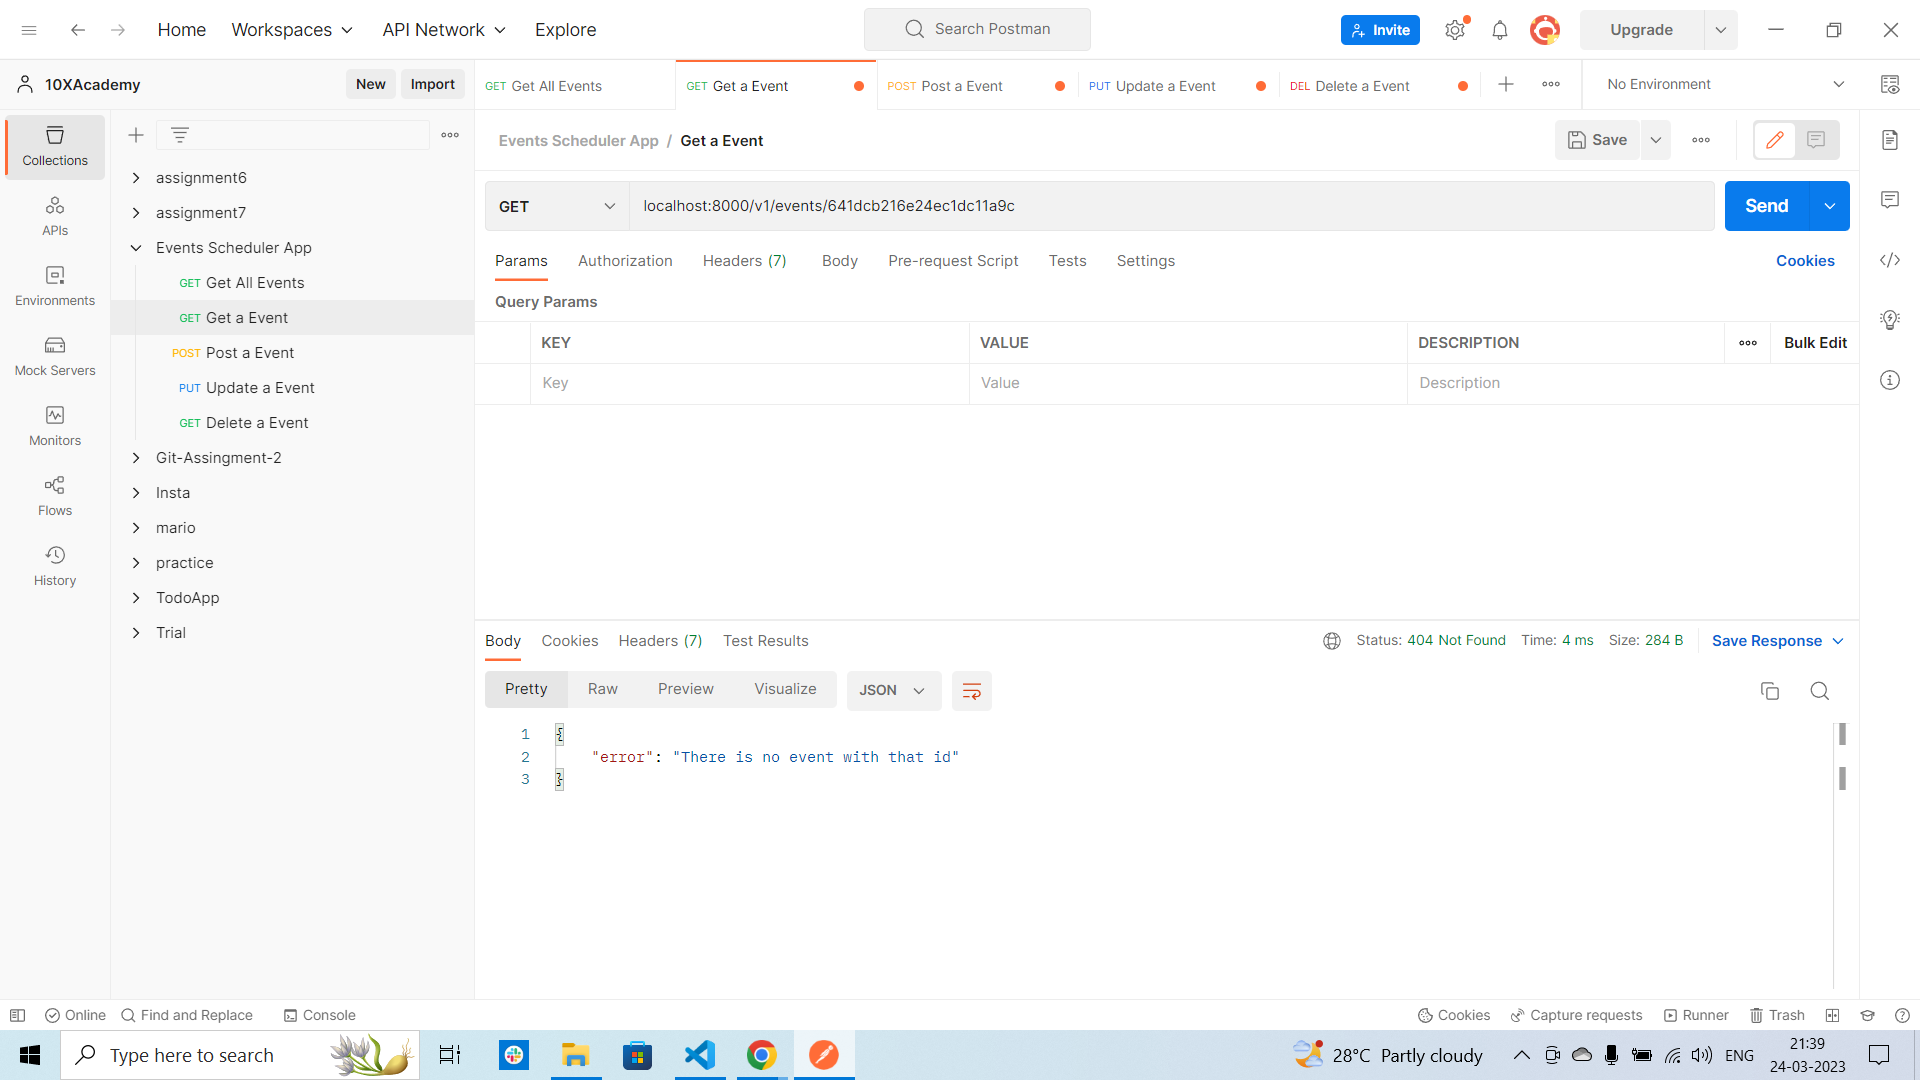 Home Workspaces API Network Explore Search Postman Invite Upgrade
10XAcademy New Import GET Get All Events GET Get a Event POST Post a Event PUT Update a Event DEL Delete a Event No Environment
Collections
APIs
Environments
Mock Servers
Monitors
Flows
History
assignment6
assignment7
Events Scheduler App
GET Get All Events
GET Get a Event
POST Post a Event
PUT Update a Event
GET Delete a Event
Git-Assingment-2
Insta
mario
practice
TodoApp
Trial
Events Scheduler App / Get a Event Save
GET localhost:8000/v1/events/641dcb216e24ec1dc11a9c Send
Params Authorization Headers (7) Body Pre-request Script Tests Settings Cookies
Query Params
KEY VALUE DESCRIPTION Bulk Edit
Key Value Description
Body Cookies Headers (7) Test Results Status: 404 Not Found Time: 4 ms Size: 284 B Save Response
Pretty Raw Preview Visualize JSON
1 {
2 "error": "There is no event with that id"
3 }
Online Find and Replace Console Cookies Capture requests Runner Trash
Type here to search 28°C Partly cloudy ENG 21:39
24-03-2023